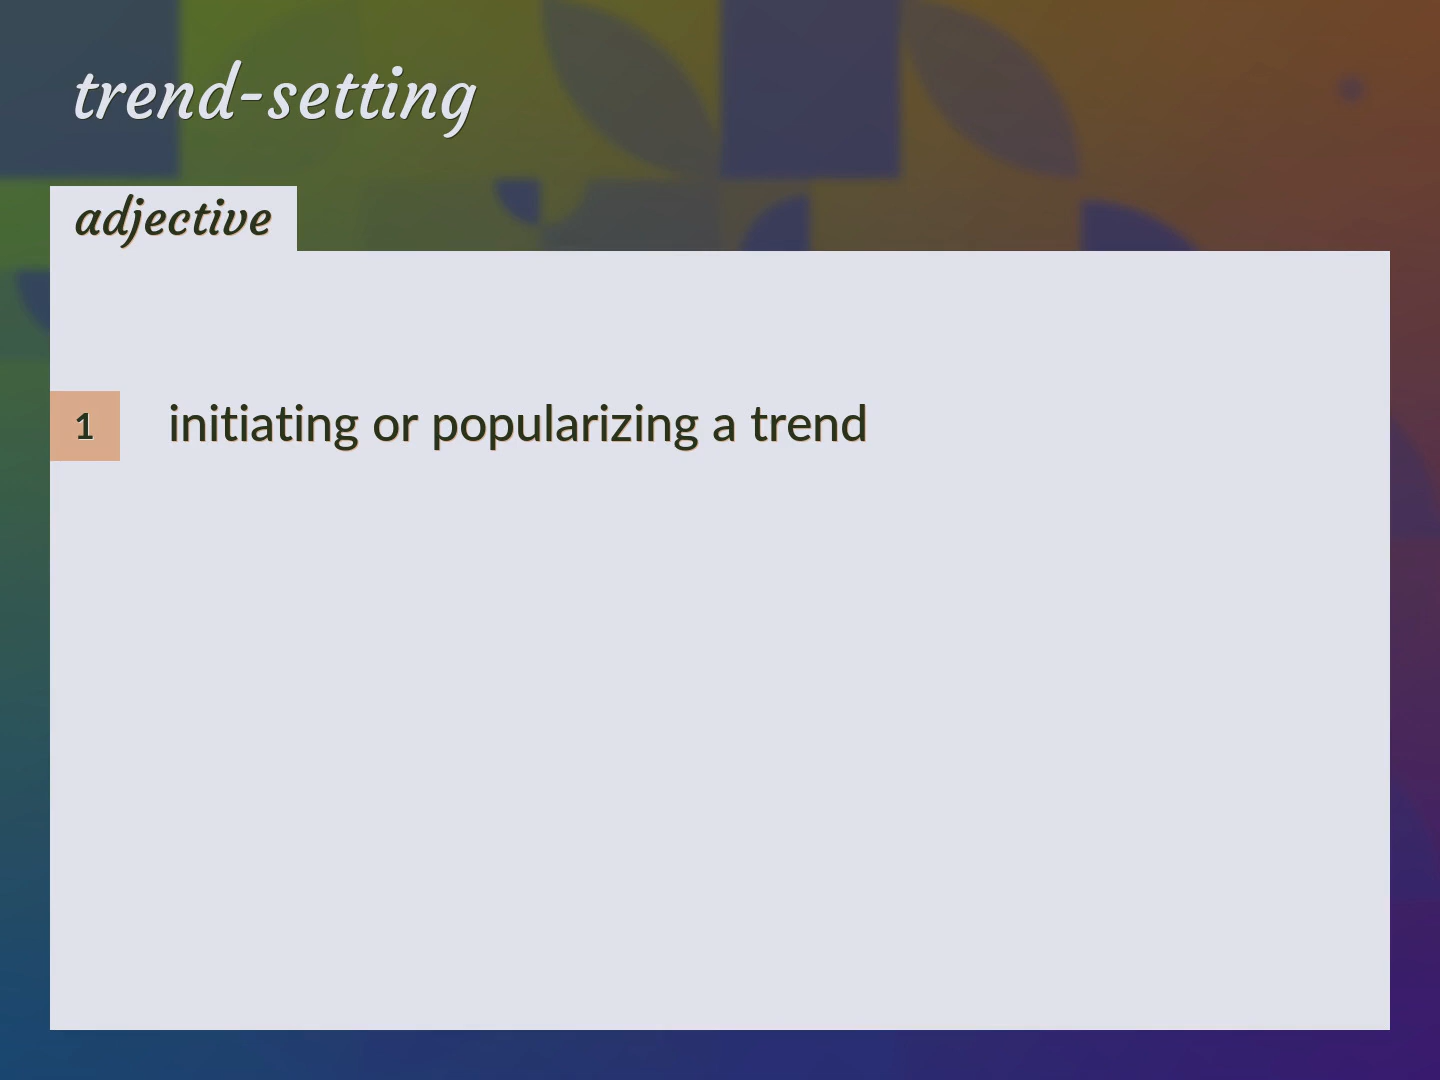 trend-setting
adjective
1 initiating or popularizing a trend